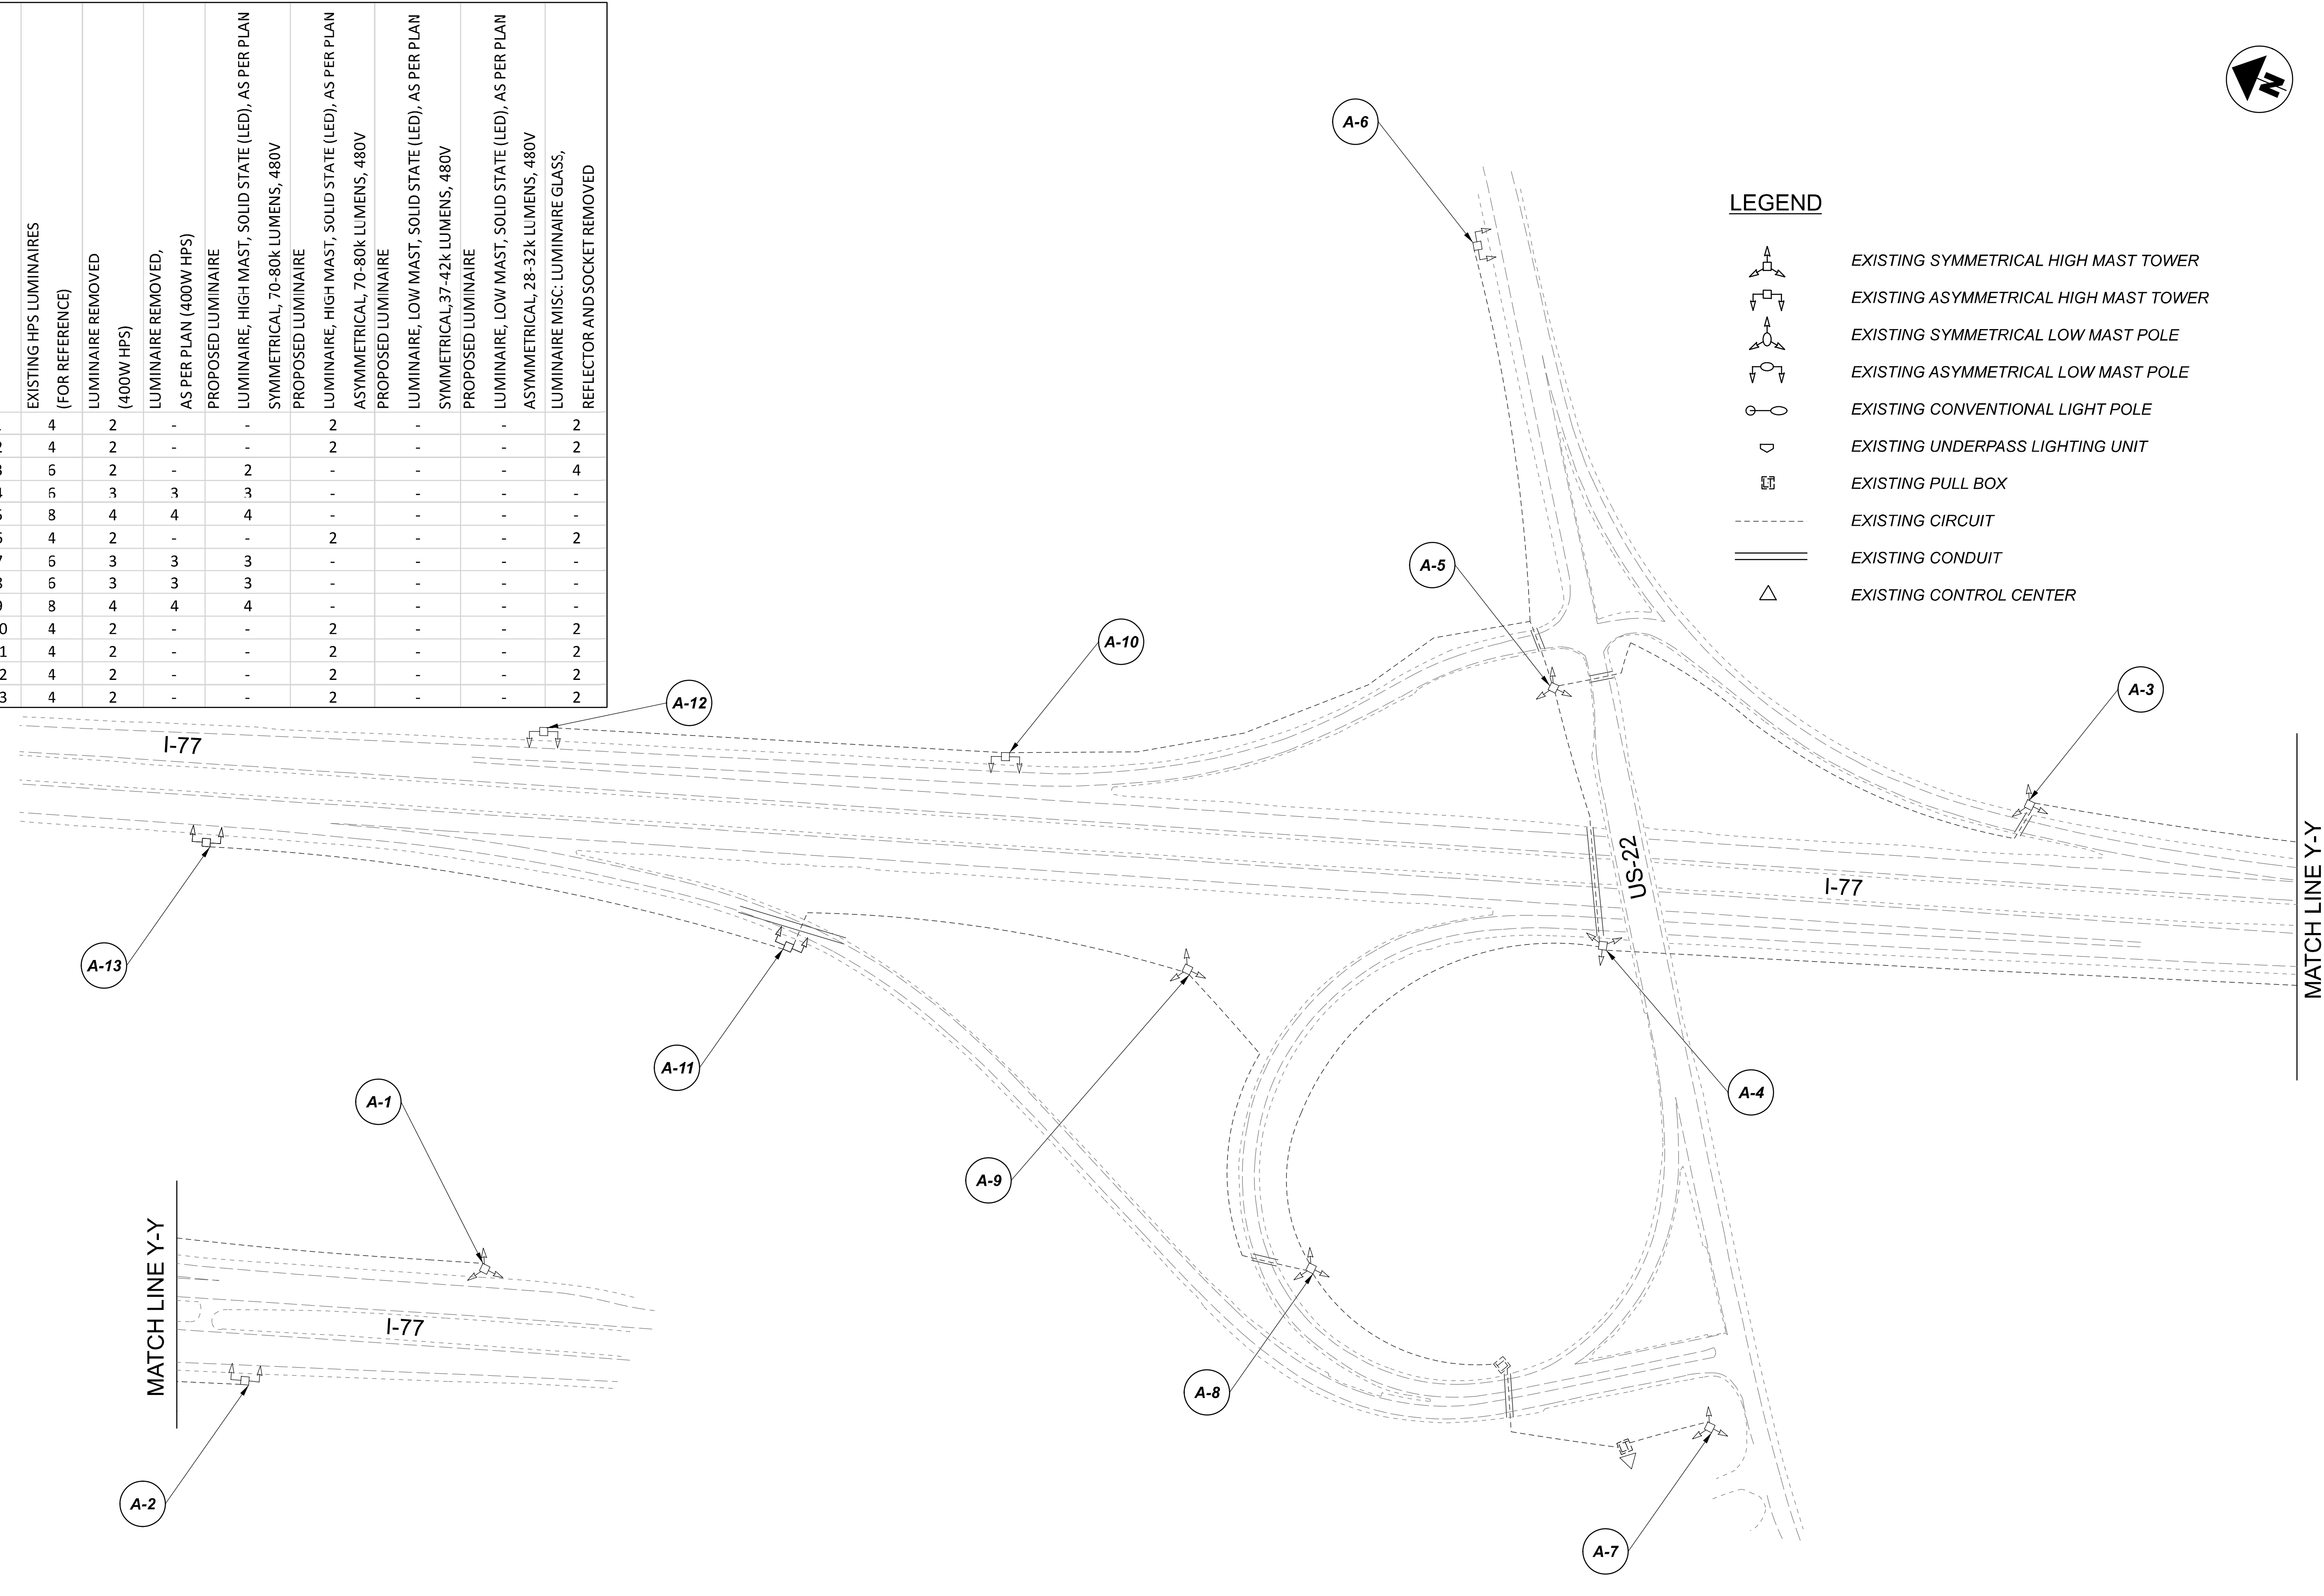 EXISTING HPS LUMINAIRES
(FOR REFERENCE)
LUMINAIRE REMOVED
(400W HPS)
LUMINAIRE REMOVED,
AS PER PLAN (400W HPS)
PROPOSED LUMINAIRE
LUMINAIRE, HIGH MAST, SOLID STATE (LED), AS PER PLAN
SYMMETRICAL, 70-80k LUMENS, 480V
PROPOSED LUMINAIRE
LUMINAIRE, HIGH MAST, SOLID STATE (LED), AS PER PLAN
ASYMMETRICAL, 70-80k LUMENS, 480V
PROPOSED LUMINAIRE
LUMINAIRE, LOW MAST, SOLID STATE (LED), AS PER PLAN
SYMMETRICAL,37-42k LUMENS, 480V
PROPOSED LUMINAIRE
LUMINAIRE, LOW MAST, SOLID STATE (LED), AS PER PLAN
ASYMMETRICAL, 28-32k LUMENS, 480V
LUMINAIRE MISC: LUMINAIRE GLASS,
REFLECTOR AND SOCKET REMOVED
4 2 - - 2 - - 2
2 4 2 - - 2 - - 2
3 6 2 - 2 - - - 4
6 3 3 3 - - - -
8 4 4 4 - - - -
4 2 - - 2 - - 2
7 6 3 3 3 - - - -
8 6 3 3 3 - - - -
9 8 4 4 4 - - - -
0 4 2 - - 2 - - 2
1 4 2 - - 2 - - 2
2 4 2 - - 2 - - 2
3 4 2 - - 2 - - 2
N
LEGEND
EXISTING SYMMETRICAL HIGH MAST TOWER
EXISTING ASYMMETRICAL HIGH MAST TOWER
EXISTING SYMMETRICAL LOW MAST POLE
EXISTING ASYMMETRICAL LOW MAST POLE
EXISTING CONVENTIONAL LIGHT POLE
EXISTING UNDERPASS LIGHTING UNIT
EXISTING PULL BOX
EXISTING CIRCUIT
EXISTING CONDUIT
EXISTING CONTROL CENTER
A-6
A-5
A-10
A-3
A-12
I-77
US-22
I-77
MATCH LINE Y-Y
A-13
A-11
A-4
A-1
A-9
MATCH LINE Y-Y
I-77
A-8
A-2
A-7